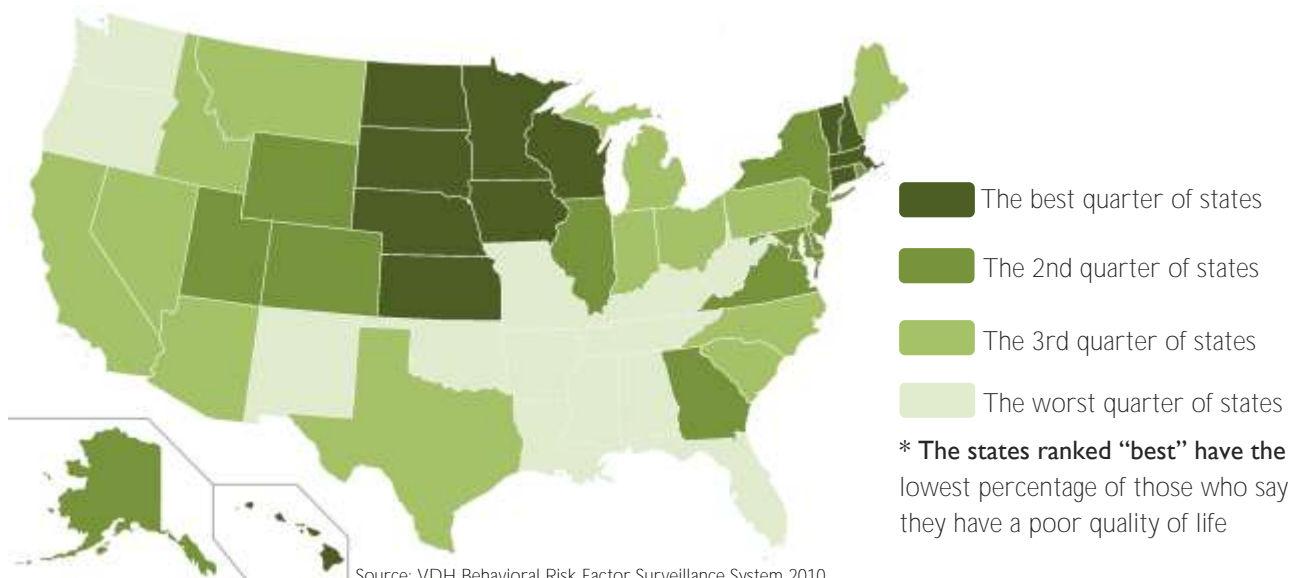 The best quarter of states
The 2nd quarter of states
The 3rd quarter of states
The worst quarter of states
* The states ranked “best” have the
lowest percentage of those who say
they have a poor quality of life
Source: VDH Behavioral Risk Factor Surveillance System 2010